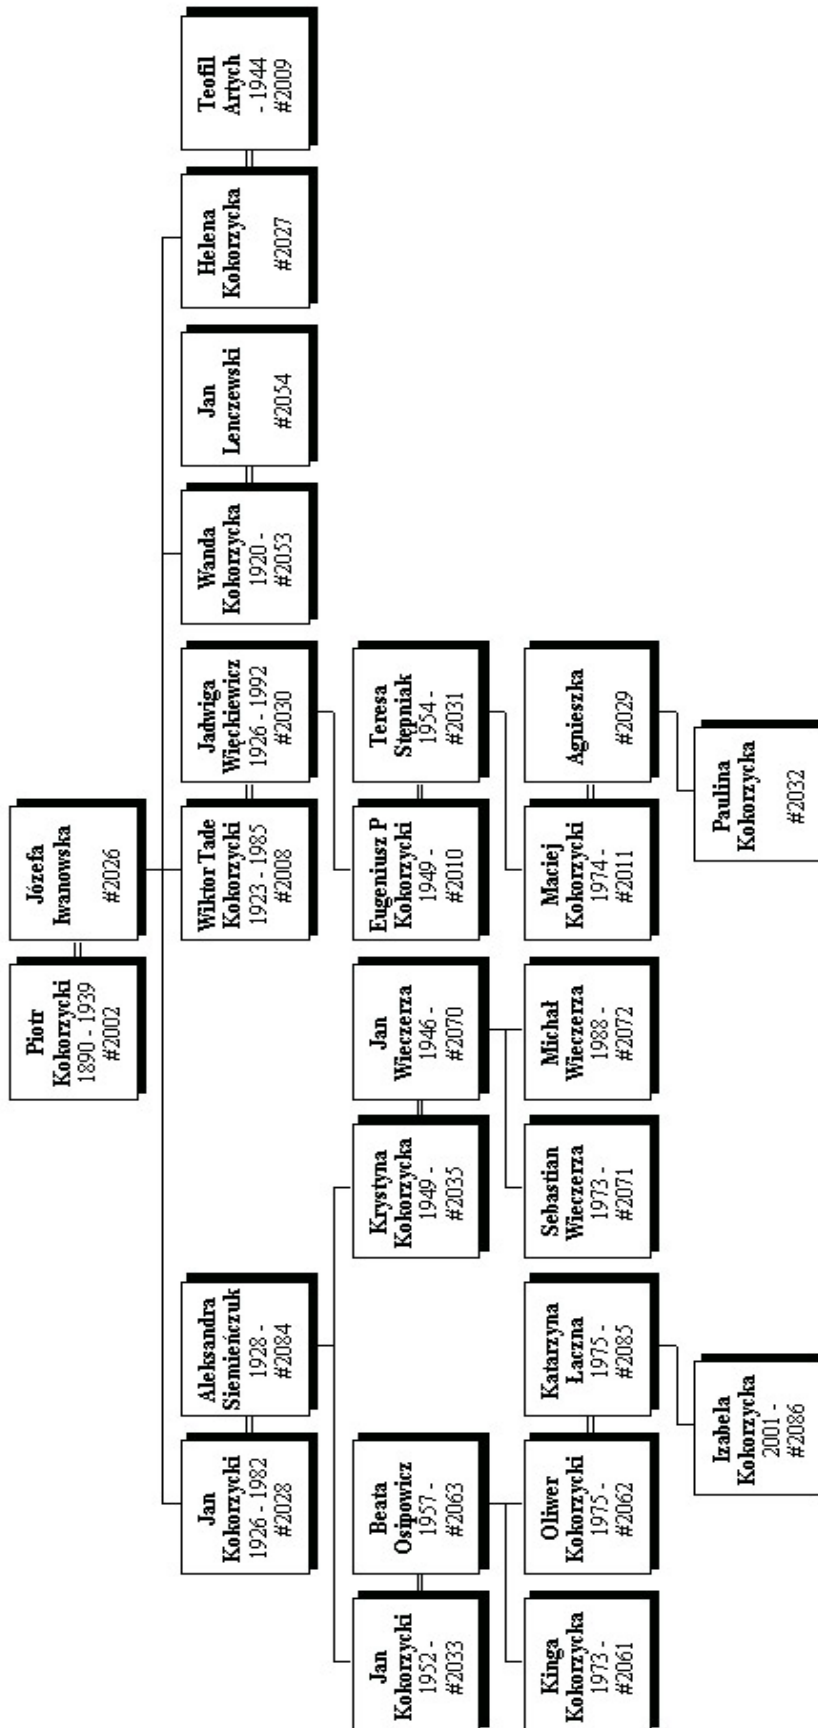 Piotr
Kokorzycki
1890 - 1939
#2002
Józefa
Iwanowska
#2026
Jan
Kokorzycki
1926 - 1982
#2028
Aleksandra
Siemieńczuk
1928 -
#2084
Wiktor Tade
Kokorzycki
1923 - 1985
#2008
Jadwiga
Więckiewicz
1926 - 1992
#2030
Wanda
Kokorzycka
1920 -
#2053
Jan
Lenczewski
#2054
Helena
Kokorzycka
#2027
Teofil
Artych
- 1944
#2009
Jan
Kokorzycki
1952 -
#2033
Beata
Osipowicz
1957 -
#2063
Krystyna
Kokorzycka
1949 -
#2035
Jan
Wieczerza
1946 -
#2070
Eugeniusz P
Kokorzycki
1949 -
#2010
Teresa
Stępniak
1954 -
#2031
Kinga
Kokorzycka
1973 -
#2061
Oliwer
Kokorzycki
1975 -
#2062
Katarzyna
Łaczna
1975 -
#2085
Sebastian
Wieczerza
1973 -
#2071
Michał
Wieczerza
1988 -
#2072
Maciej
Kokorzycki
1974 -
#2011
Agnieszka
#2029
Izabela
Kokorzycka
2001 -
#2086
Paulina
Kokorzycka
#2032